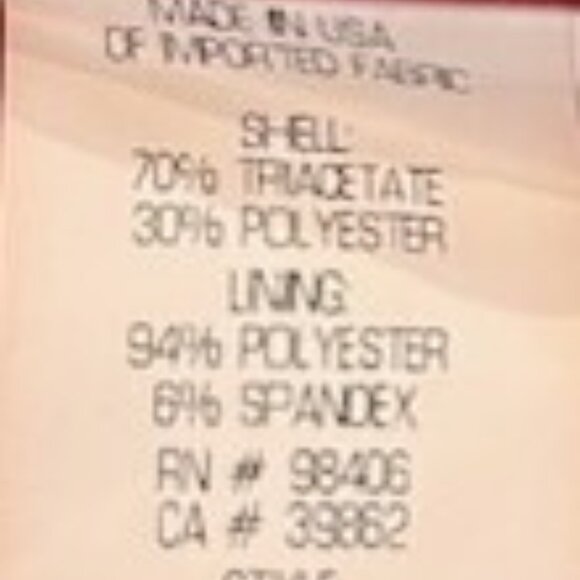 MADE IN USA
OF IMPORTED FABRIC
SHELL:
70% TRIACETATE
30% POLYESTER
LINING:
94% POLYESTER
6% SPANDEX
RN # 98406
CA # 39862